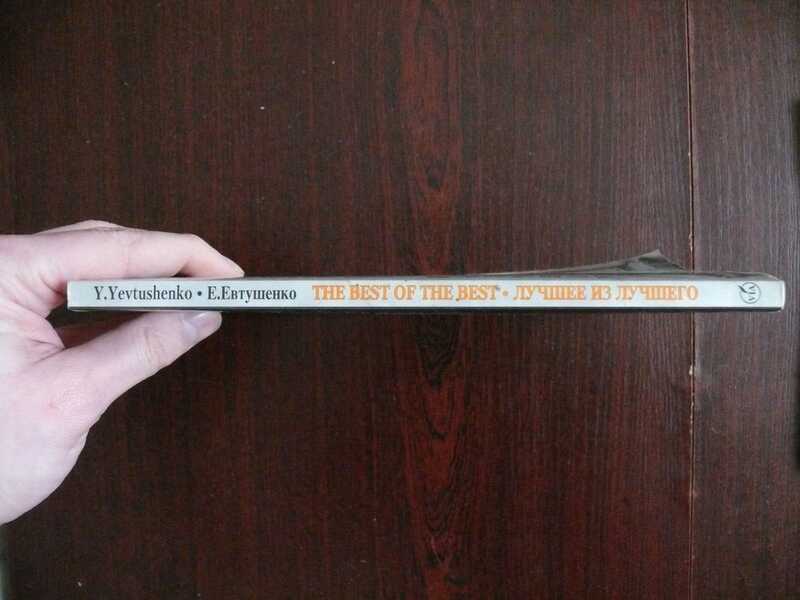 Y.Yevtushenko • Е.Евтушенко THE BEST OF THE BEST • ЛУЧШЕЕ ИЗ ЛУЧШЕГО